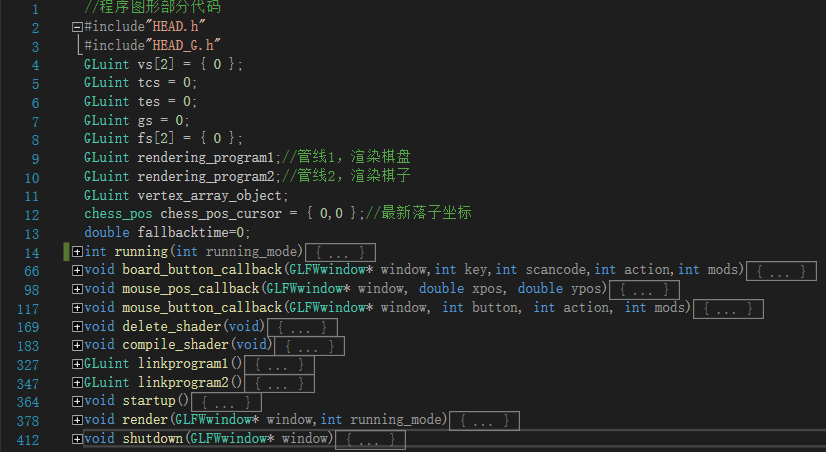 1 //程序图形部分代码
2 #include"HEAD.h"
3 #include"HEAD_G.h"
4 GLuint vs[2] = { 0 };
5 GLuint tcs = 0;
6 GLuint tes = 0;
7 GLuint gs = 0;
8 GLuint fs[2] = { 0 };
9 GLuint rendering_program1;//管线1，渲染棋盘
10 GLuint rendering_program2;//管线2，渲染棋子
11 GLuint vertex_array_object;
12 chess_pos chess_pos_cursor = { 0,0 };//最新落子坐标
13 double fallbacktime=0;
14 int running(int running_mode){ ... }
66 void board_button_callback(GLFWwindow* window,int key,int scancode,int action,int mods){ ... }
98 void mouse_pos_callback(GLFWwindow* window, double xpos, double ypos){ ... }
117 void mouse_button_callback(GLFWwindow* window, int button, int action, int mods){ ... }
169 void delete_shader(void){ ... }
183 void compile_shader(void){ ... }
327 GLuint linkprogram1(){ ... }
347 GLuint linkprogram2(){ ... }
364 void startup(){ ... }
378 void render(GLFWwindow* window,int running_mode){ ... }
412 void shutdown(GLFWwindow* window){ ... }